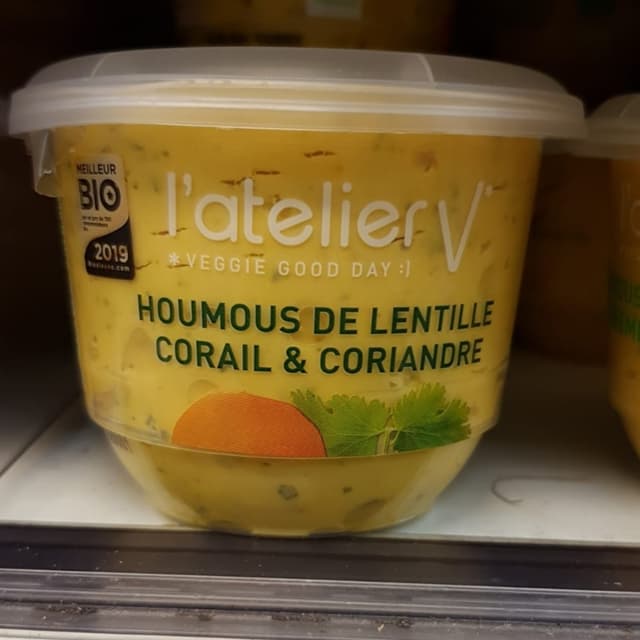 MEILLEUR
BIO
2019
l'atelier V
*VEGGIE GOOD DAY :)
HOUMOUS DE LENTILLE
CORAIL & CORIANDRE